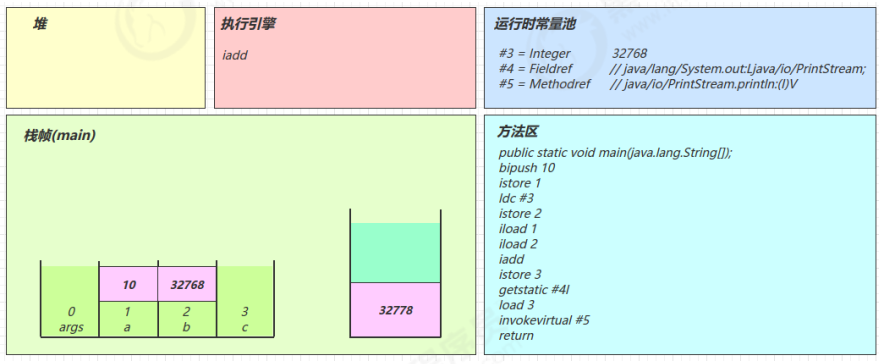 堆
执行引擎
iadd
运行时常量池
#3 = Integer 32768
#4 = Fieldref // java/lang/System.out:Ljava/io/PrintStream;
#5 = Methodref // java/io/PrintStream.println:(I)V
栈帧(main)
10 32768
0 1 2 3
args a b c
32778
方法区
public static void main(java.lang.String[]);
bipush 10
istore 1
ldc #3
istore 2
iload 1
iload 2
iadd
istore 3
getstatic #4l
load 3
invokevirtual #5
return